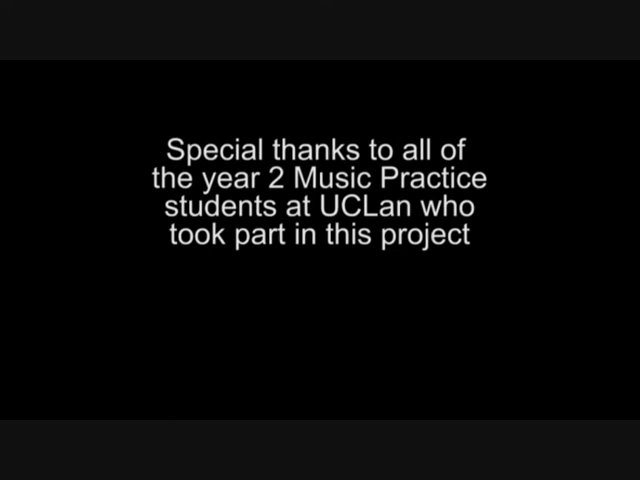 Special thanks to all of
the year 2 Music Practice
students at UCLan who
took part in this project